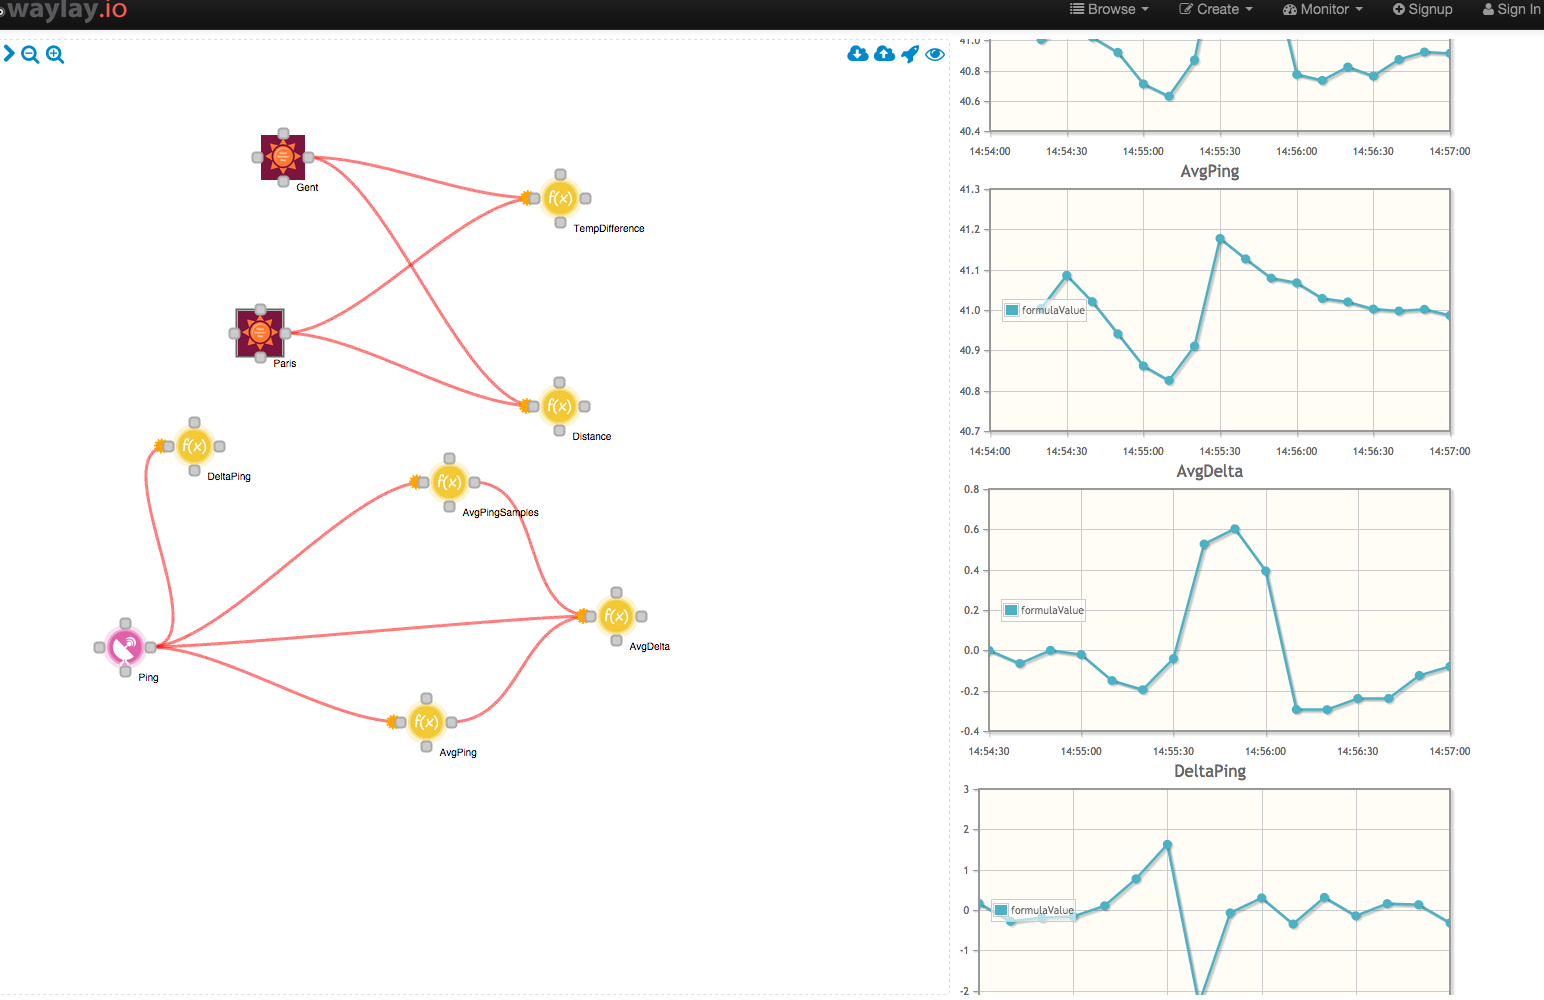 waylay.io
Browse
Create
Monitor
Signup
Sign In
Gent
f(x)
TempDifference
Paris
f(x)
Distance
f(x)
DeltaPing
f(x)
AvgPingSamples
f(x)
AvgDelta
Ping
f(x)
AvgPing
41.0
40.8
40.6
40.4
14:54:00 14:54:30 14:55:00 14:55:30 14:56:00 14:56:30 14:57:00
AvgPing
41.3
41.2
41.1
41.0
40.9
40.8
40.7
formulaValue
14:54:00 14:54:30 14:55:00 14:55:30 14:56:00 14:56:30 14:57:00
AvgDelta
0.8
0.6
0.4
0.2
0.0
-0.2
-0.4
formulaValue
14:54:30 14:55:00 14:55:30 14:56:00 14:56:30 14:57:00
DeltaPing
3
2
1
0
-1
-2
formulaValue